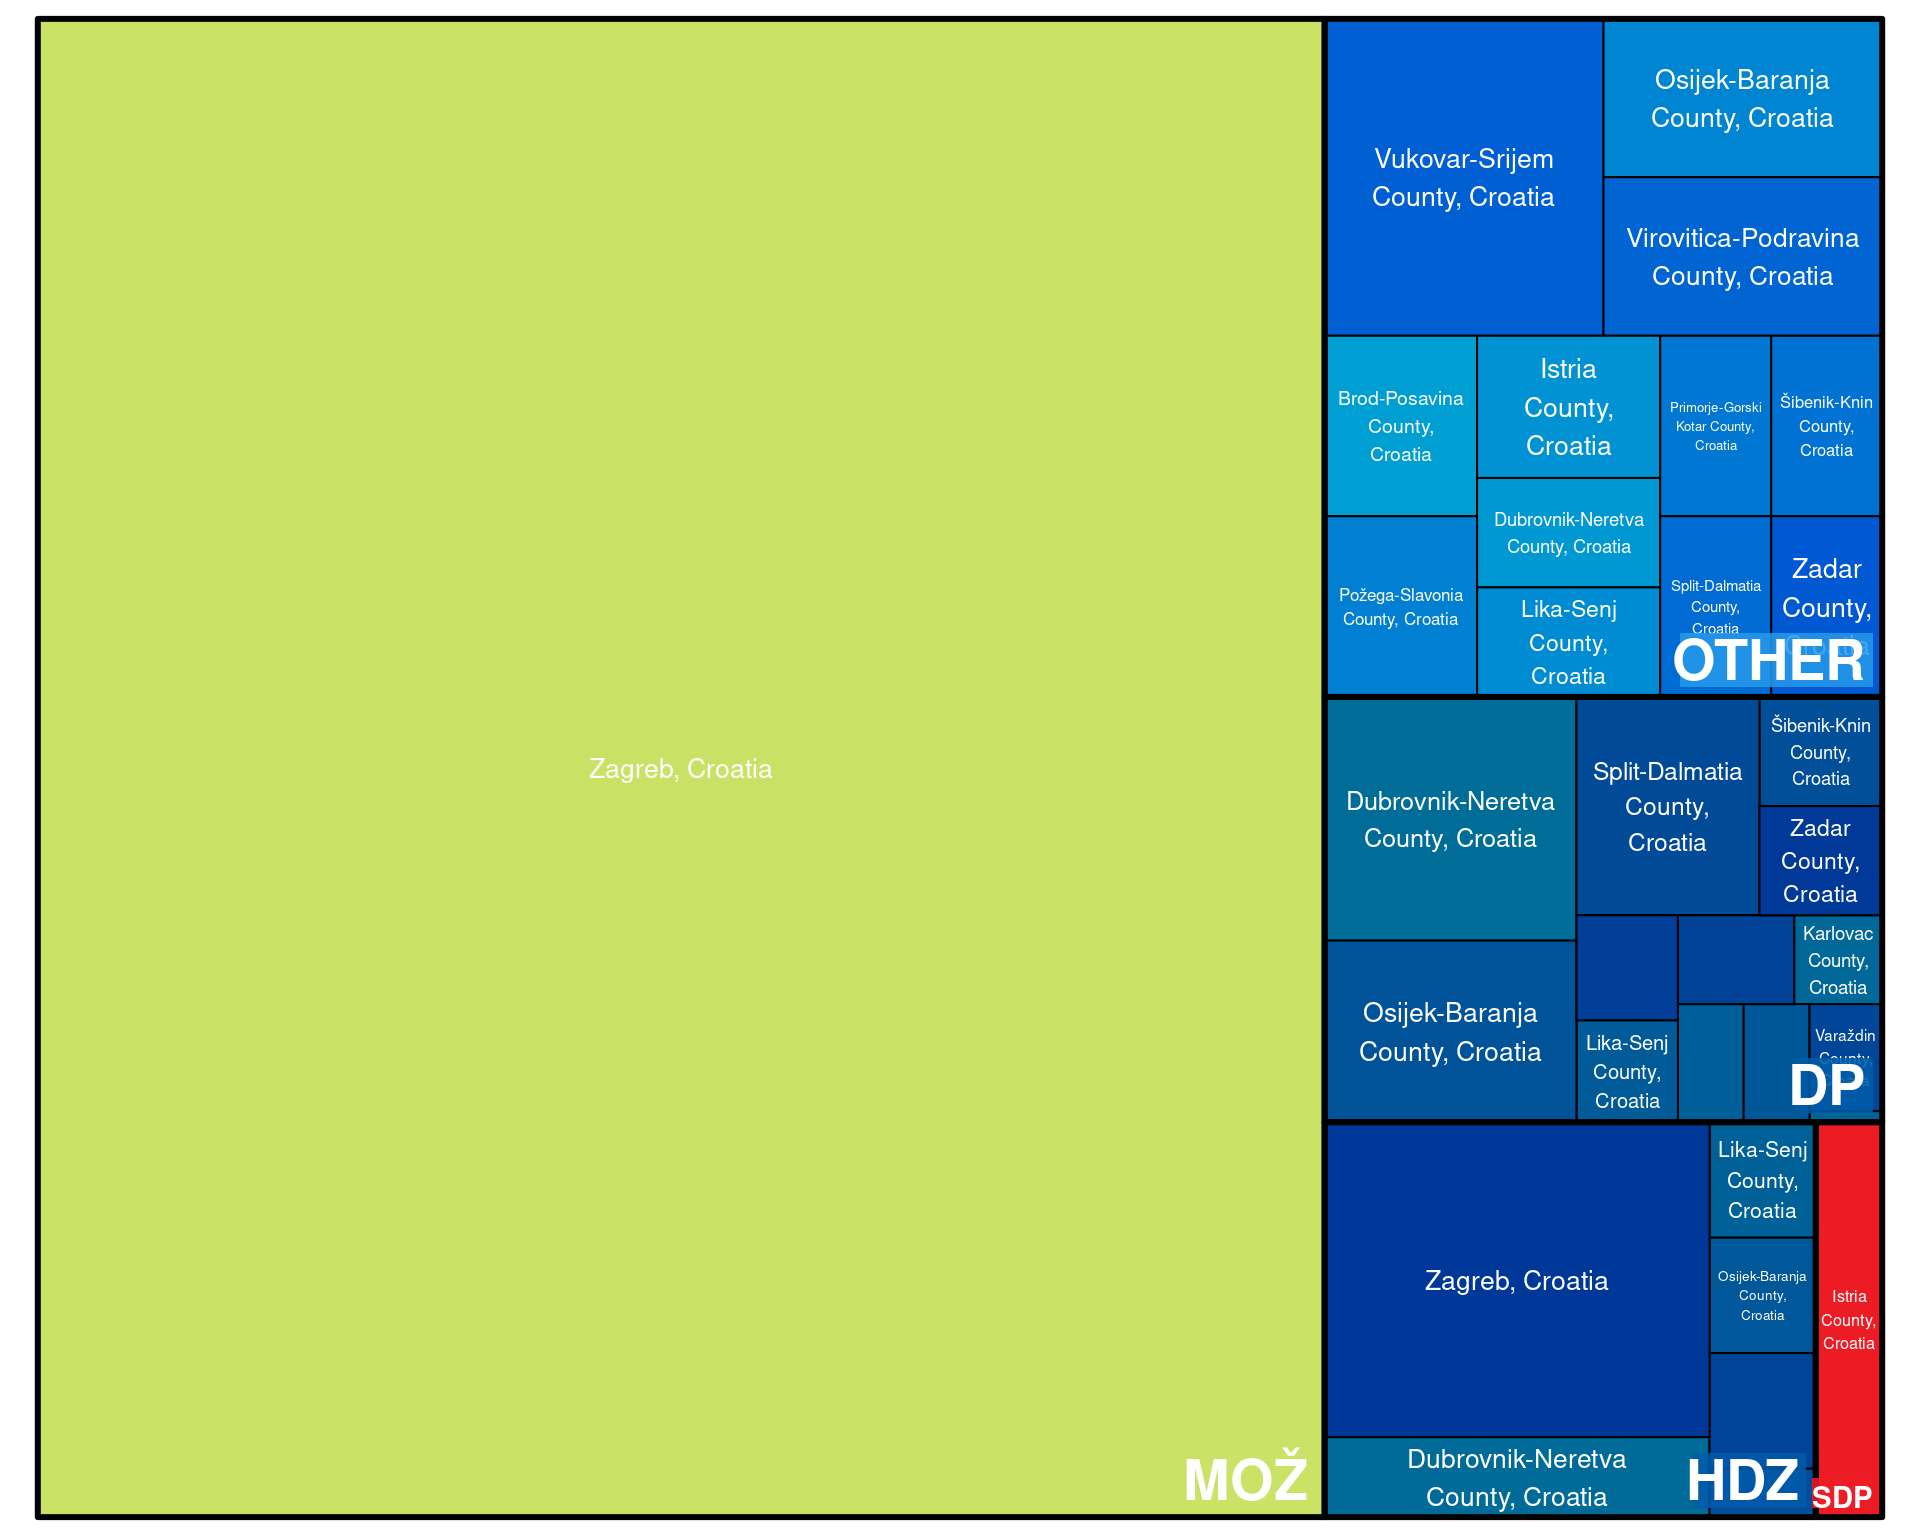 Zagreb, Croatia
MOŽ
Vukovar-Srijem
County, Croatia
Osijek-Baranja
County, Croatia
Virovitica-Podravina
County, Croatia
Brod-Posavina
County,
Croatia
Istria
County,
Croatia
Primorje-Gorski
Kotar County,
Croatia
Šibenik-Knin
County,
Croatia
Dubrovnik-Neretva
County, Croatia
Požega-Slavonia
County, Croatia
Lika-Senj
County,
Croatia
Split-Dalmatia
County,
Croatia
Zadar
County,
Croatia
OTHER
Dubrovnik-Neretva
County, Croatia
Split-Dalmatia
County,
Croatia
Šibenik-Knin
County,
Croatia
Zadar
County,
Croatia
Osijek-Baranja
County, Croatia
Lika-Senj
County,
Croatia
Karlovac
County,
Croatia
Varaždin
County,
DP
Zagreb, Croatia
Lika-Senj
County,
Croatia
Osijek-Baranja
County,
Croatia
Dubrovnik-Neretva
County, Croatia
HDZ
Istria
County,
Croatia
SDP